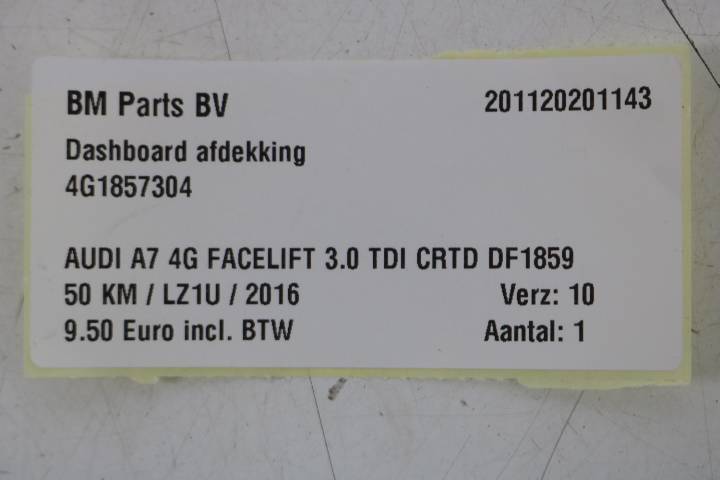 BM Parts BV 201120201143
Dashboard afdekking
4G1857304
AUDI A7 4G FACELIFT 3.0 TDI CRTD DF1859
50 KM / LZ1U / 2016 Verz: 10
9.50 Euro incl. BTW Aantal: 1